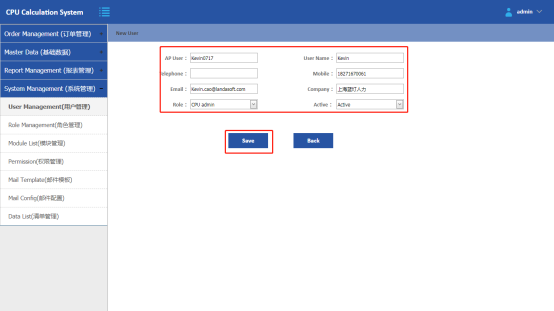 CPU Calculation System
admin
Order Management (订单管理)
New User
Master Data (基础数据)
Report Management (报表管理)
System Management (系统管理)
User Management(用户管理)
Role Management(角色管理)
Module List(模块管理)
Permission(权限管理)
Mail Template(邮件模板)
Mail Config(邮件配置)
Data List(清单管理)
AP User : Kevin0717
User Name : Kevin
elephone :
Mobile : 18271670061
Email : Kevin.cao@landasoft.com
Company : 上海蓝灯人力
Role : CPU admin
Active : Active
Save
Back